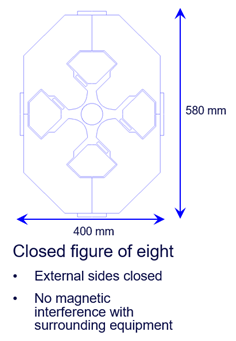 580 mm
400 mm
Closed figure of eight
• External sides closed
• No magnetic
interference with
surrounding equipment